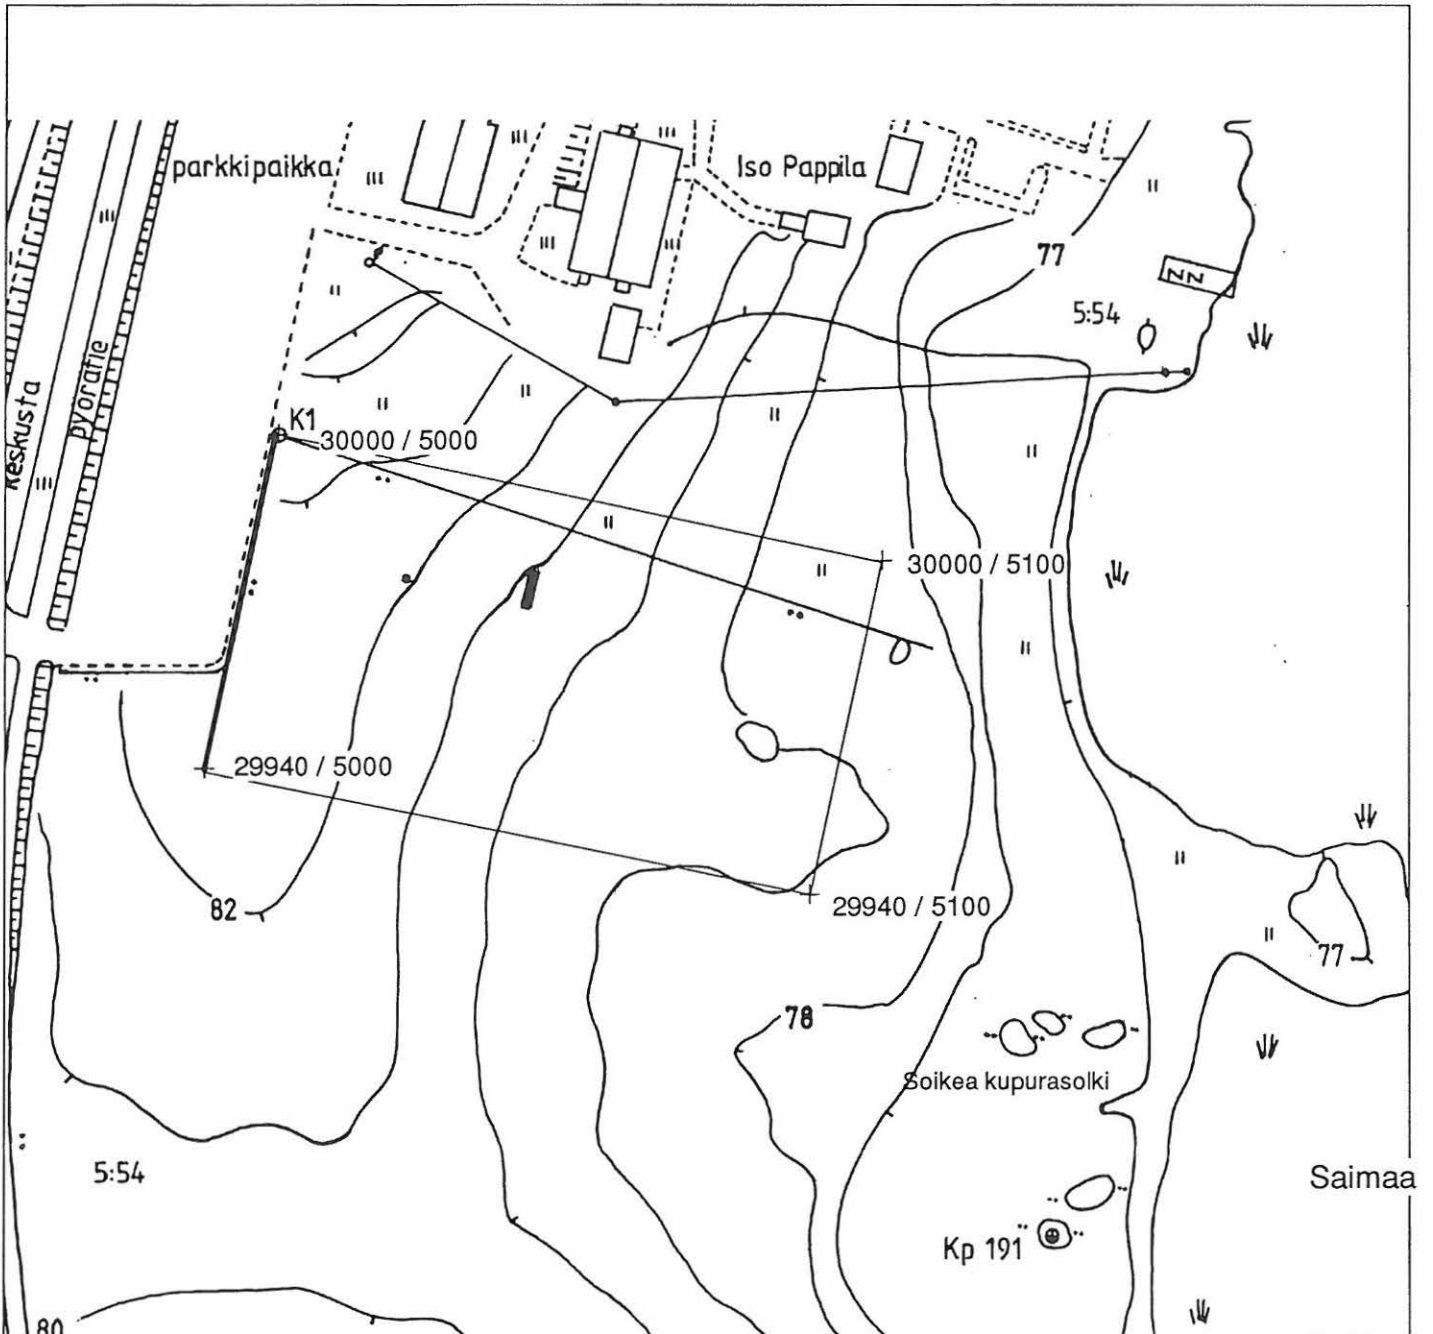 parkkipaikka
Iso Pappila
77
5:54
keskusta
pyörätie
K1
30000 / 5000
30000 / 5100
29940 / 5000
82
29940 / 5100
77
78
Soikea kupurasolki
5:54
Saimaa
Kp 191
80